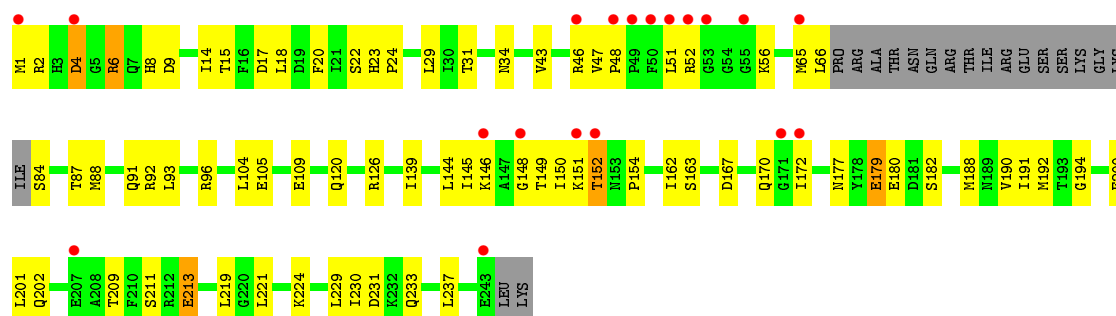 M1 R2 H3 D4 G5 R6 Q7 H8 D9 I14 T15 F16 D17 L18 D19 F20 I21 S22 H23 P24 L29 I30 T31 N34 V43 R46 V47 P48 P49 F50 L51 R52 G53 G54 G55 K56 M65 L66 PRO ARG ALA THR ASN GLN ARG THR ILE ARG GLU SER SER LYS GLY LYS
ILE S84 T87 M88 Q91 R92 L93 R96 L104 E105 E109 Q120 R126 I139 L144 I145 K146 A147 G148 T149 I150 K151 T152 N153 P154 I162 S163 D167 Q170 G171 I172 N177 Y178 E179 E180 D181 S182 M188 N189 V190 I191 M192 T193 G194
L201 Q202 E207 A208 T209 F210 S211 R212 E213 L219 G220 L221 K224 L229 I230 D231 K232 Q233 L237 E243 LEU LYS